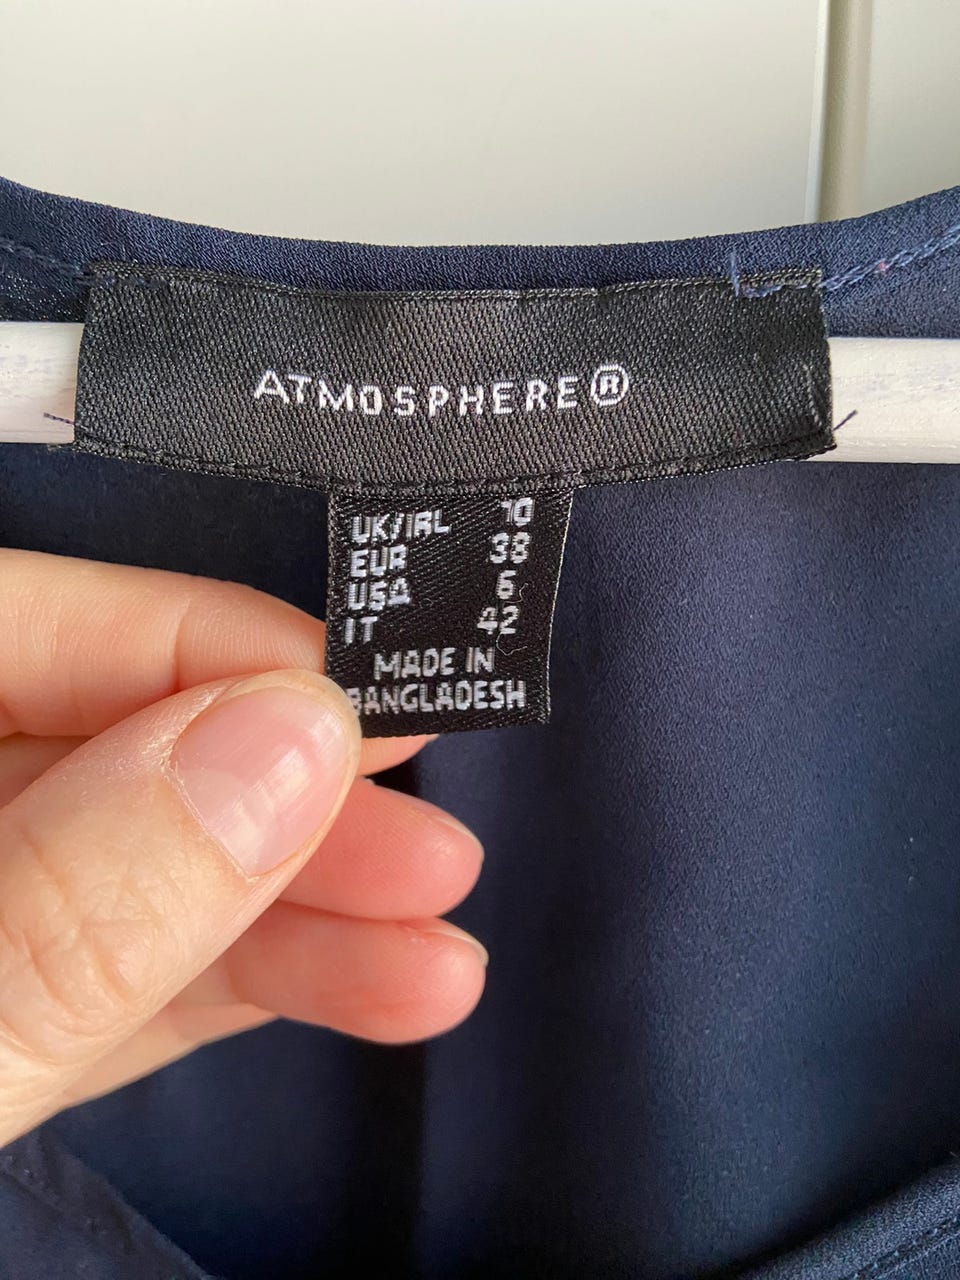 ATMOSPHERE®
UK/IRL 10
EUR 38
USA 6
IT 42
MADE IN
BANGLADESH